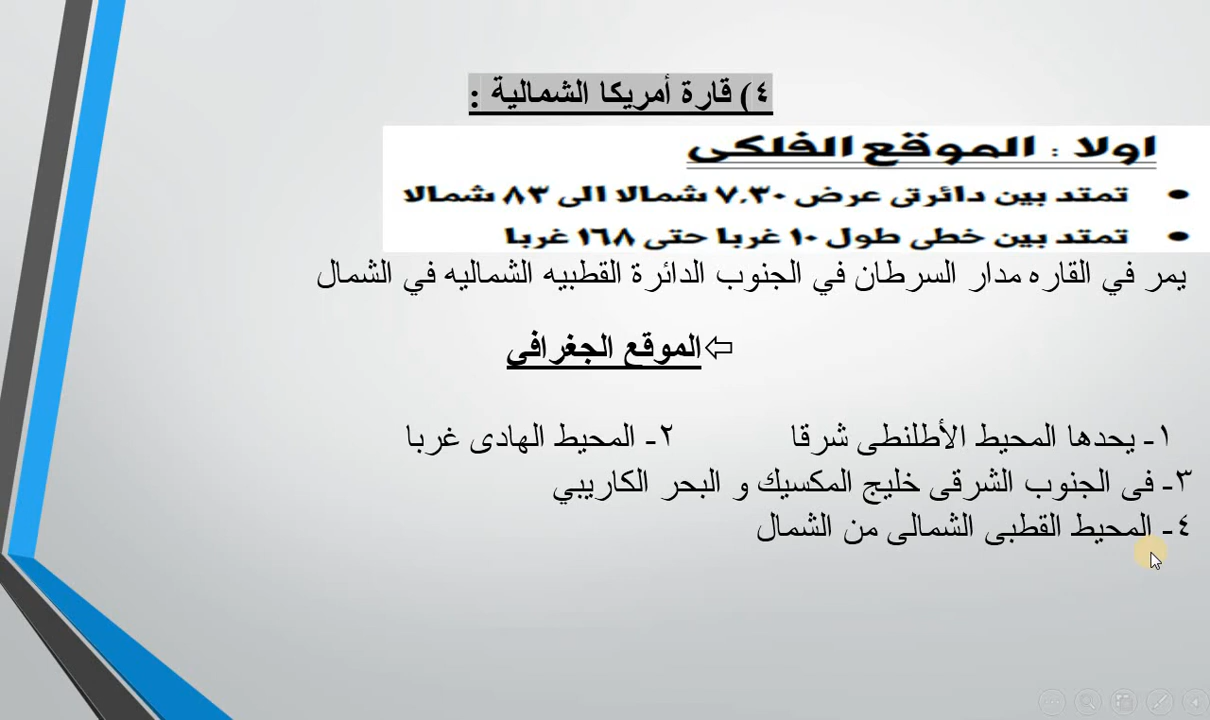 ٤) قارة أمريكا الشمالية :
اولا : الموقع الفلكى
• تمتد بين دائرتى عرض ٧,٣٠ شمالا الى ٨٣ شمالا
• تمتد بين خطى طول ١٠ غربا حتى ١٦٨ غربا
يمر في القاره مدار السرطان في الجنوب الدائرة القطبيه الشماليه في الشمال
⇦الموقع الجغرافي
١- يحدها المحيط الأطلنطى شرقا ٢- المحيط الهادى غربا
٣- فى الجنوب الشرقى خليج المكسيك و البحر الكاريبي
٤- المحيط القطبى الشمالى من الشمال